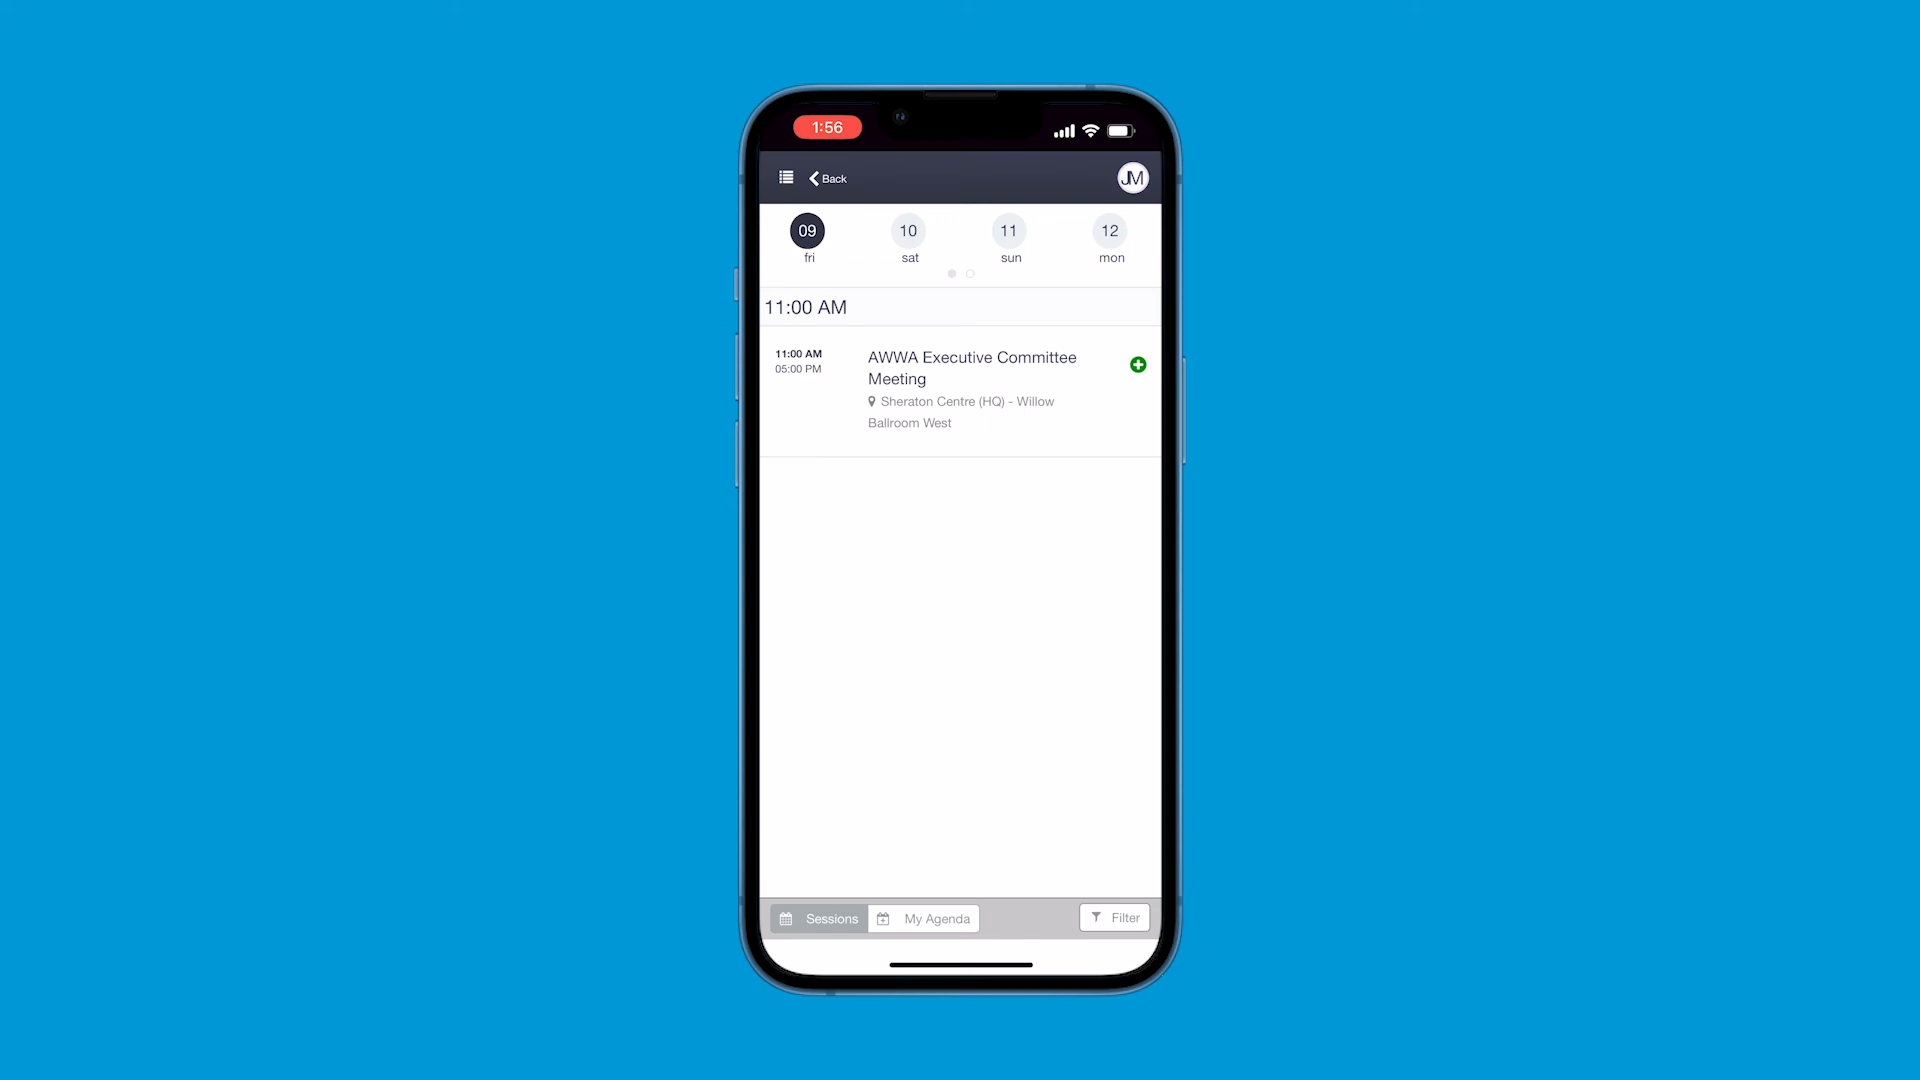 1:56
Back
JM
09 10 11 12
fri sat sun mon
11:00 AM
11:00 AM
05:00 PM
AWWA Executive Committee
Meeting
Sheraton Centre (HQ) - Willow
Ballroom West
Sessions
My Agenda
Filter